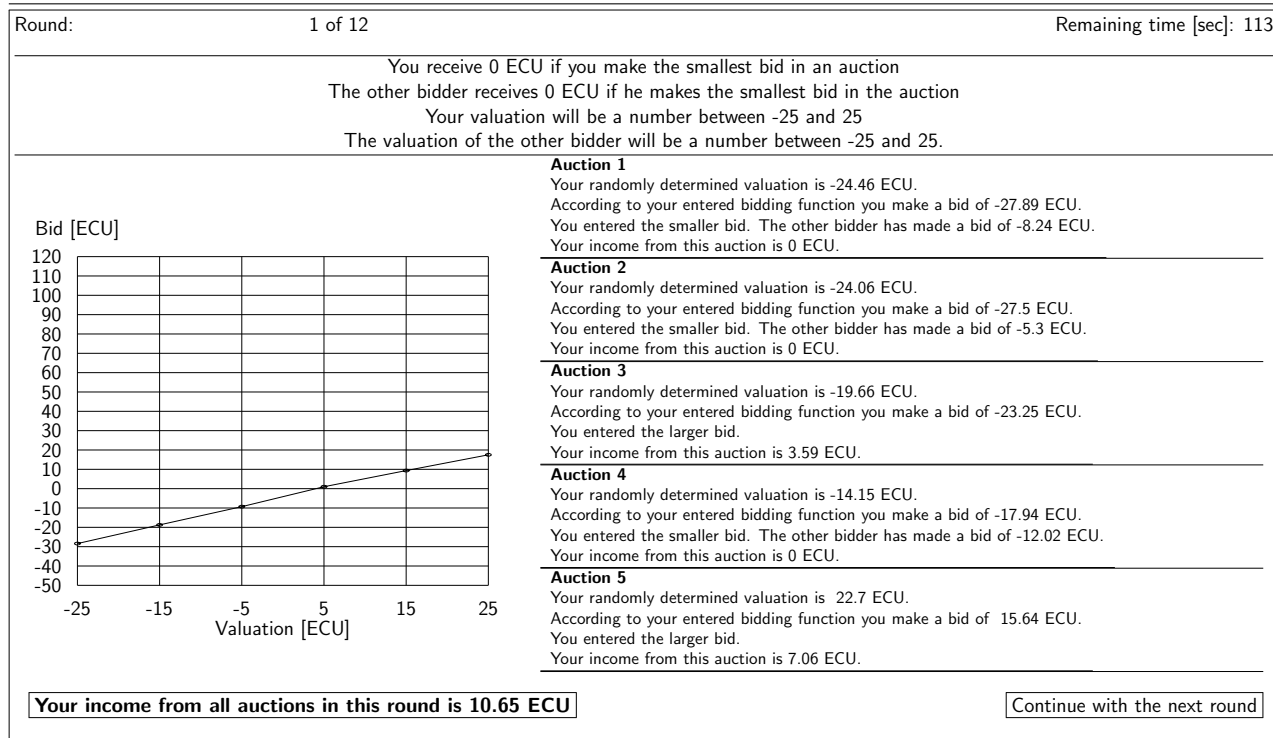 Round: 1 of 12 Remaining time [sec]: 113
You receive 0 ECU if you make the smallest bid in an auction
The other bidder receives 0 ECU if he makes the smallest bid in the auction
Your valuation will be a number between -25 and 25
The valuation of the other bidder will be a number between -25 and 25.
Bid [ECU]
120
110
100
90
80
70
60
50
40
30
20
10
0
-10
-20
-30
-40
-50
-25 -15 -5 5 15 25
Valuation [ECU]
Auction 1
Your randomly determined valuation is -24.46 ECU.
According to your entered bidding function you make a bid of -27.89 ECU.
You entered the smaller bid. The other bidder has made a bid of -8.24 ECU.
Your income from this auction is 0 ECU.
Auction 2
Your randomly determined valuation is -24.06 ECU.
According to your entered bidding function you make a bid of -27.5 ECU.
You entered the smaller bid. The other bidder has made a bid of -5.3 ECU.
Your income from this auction is 0 ECU.
Auction 3
Your randomly determined valuation is -19.66 ECU.
According to your entered bidding function you make a bid of -23.25 ECU.
You entered the larger bid.
Your income from this auction is 3.59 ECU.
Auction 4
Your randomly determined valuation is -14.15 ECU.
According to your entered bidding function you make a bid of -17.94 ECU.
You entered the smaller bid. The other bidder has made a bid of -12.02 ECU.
Your income from this auction is 0 ECU.
Auction 5
Your randomly determined valuation is 22.7 ECU.
According to your entered bidding function you make a bid of 15.64 ECU.
You entered the larger bid.
Your income from this auction is 7.06 ECU.
Your income from all auctions in this round is 10.65 ECU
Continue with the next round